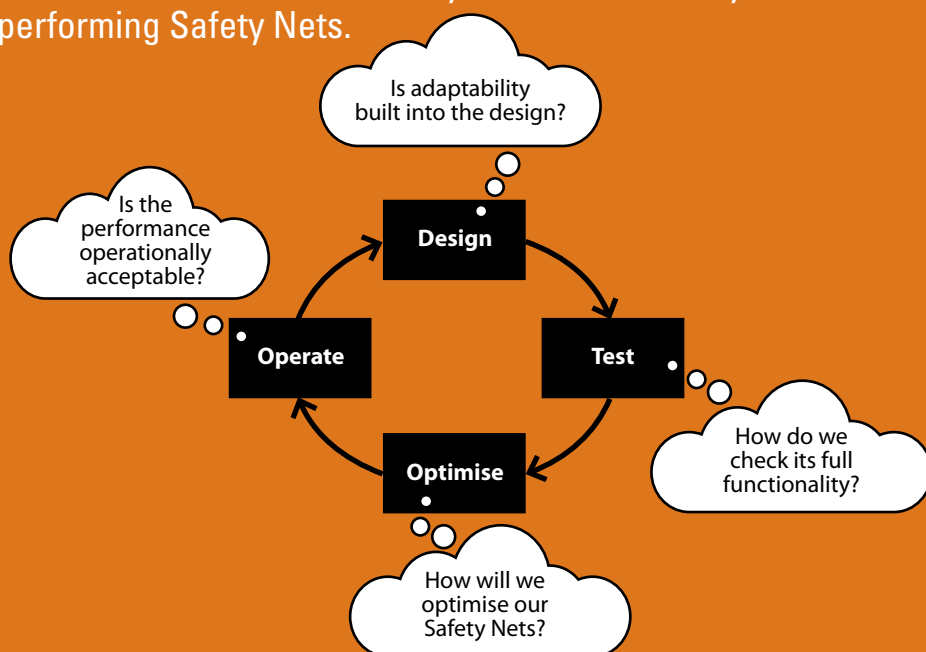 performing Safety Nets.
Is adaptability
built into the design?
Is the
performance
operationally
acceptable?
Design
Operate
Test
How do we
check its full
functionality?
Optimise
How will we
optimise our
Safety Nets?